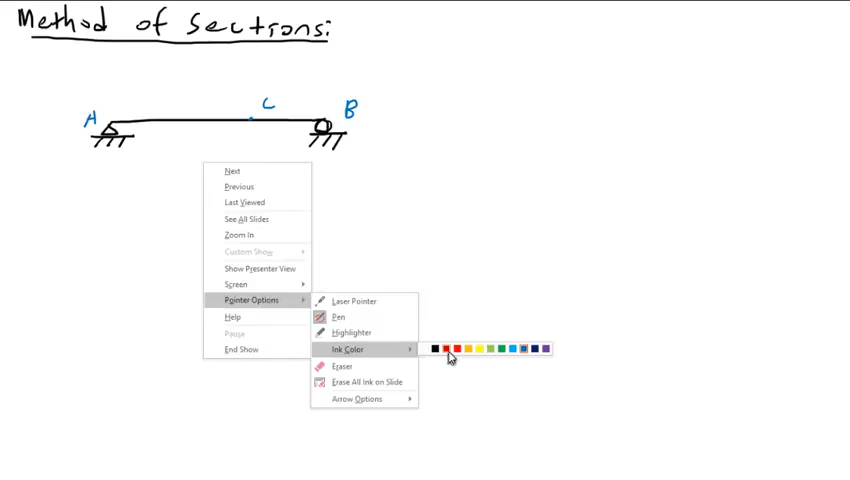 Method of Sections:
A
C
B
Next
Previous
Last Viewed
See All Slides
Zoom In
Custom Show
Show Presenter View
Screen
Pointer Options
Help
Pause
End Show
Laser Pointer
Pen
Highlighter
Ink Color
Eraser
Erase All Ink on Slide
Arrow Options